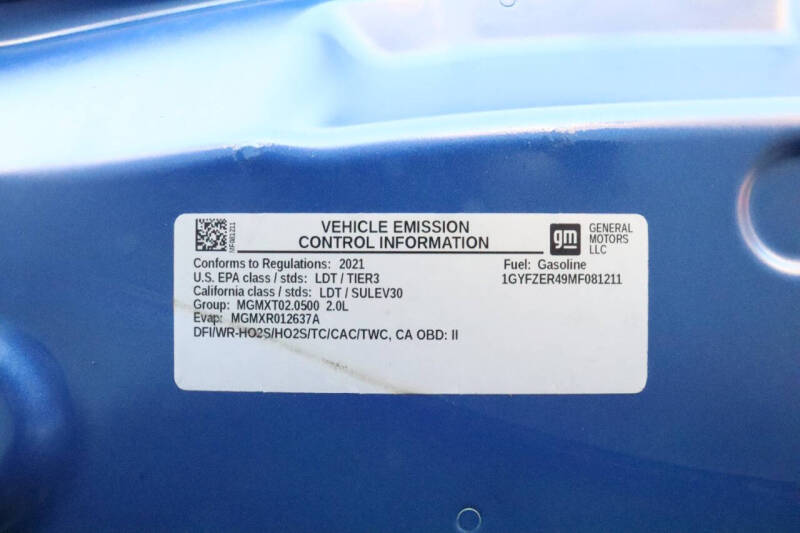 VEHICLE EMISSION
CONTROL INFORMATION
MF081211
gm
GENERAL
MOTORS
LLC
Conforms to Regulations: 2021
U.S. EPA class / stds: LDT / TIER3
California class / stds: LDT / SULEV30
Group: MGMXT02.0500 2.0L
Evap: MGMXR012637A
DFI/WR-HO2S/HO2S/TC/CAC/TWC, CA OBD: II
Fuel: Gasoline
1GYFZER49MF081211